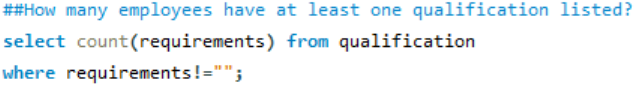 ##How many employees have at least one qualification listed?
select count(requirements) from qualification
where requirements!="";